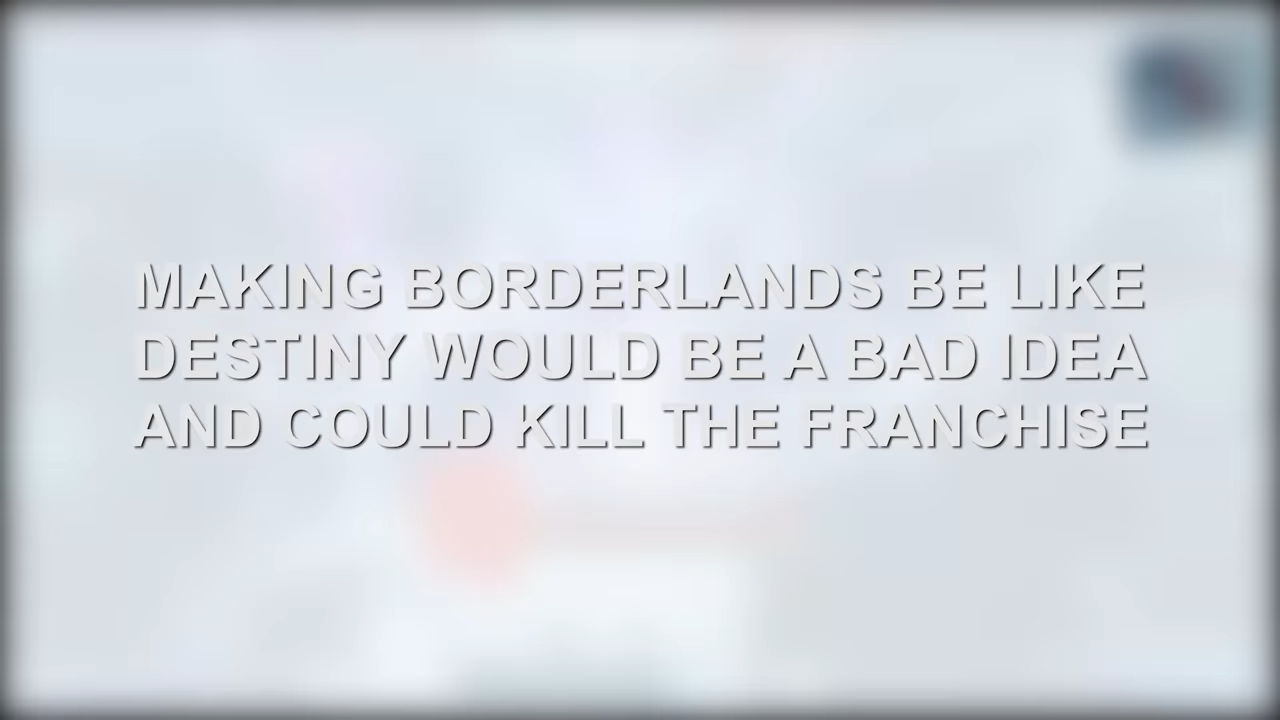 MAKING BORDERLANDS BE LIKE
DESTINY WOULD BE A BAD IDEA
AND COULD KILL THE FRANCHISE